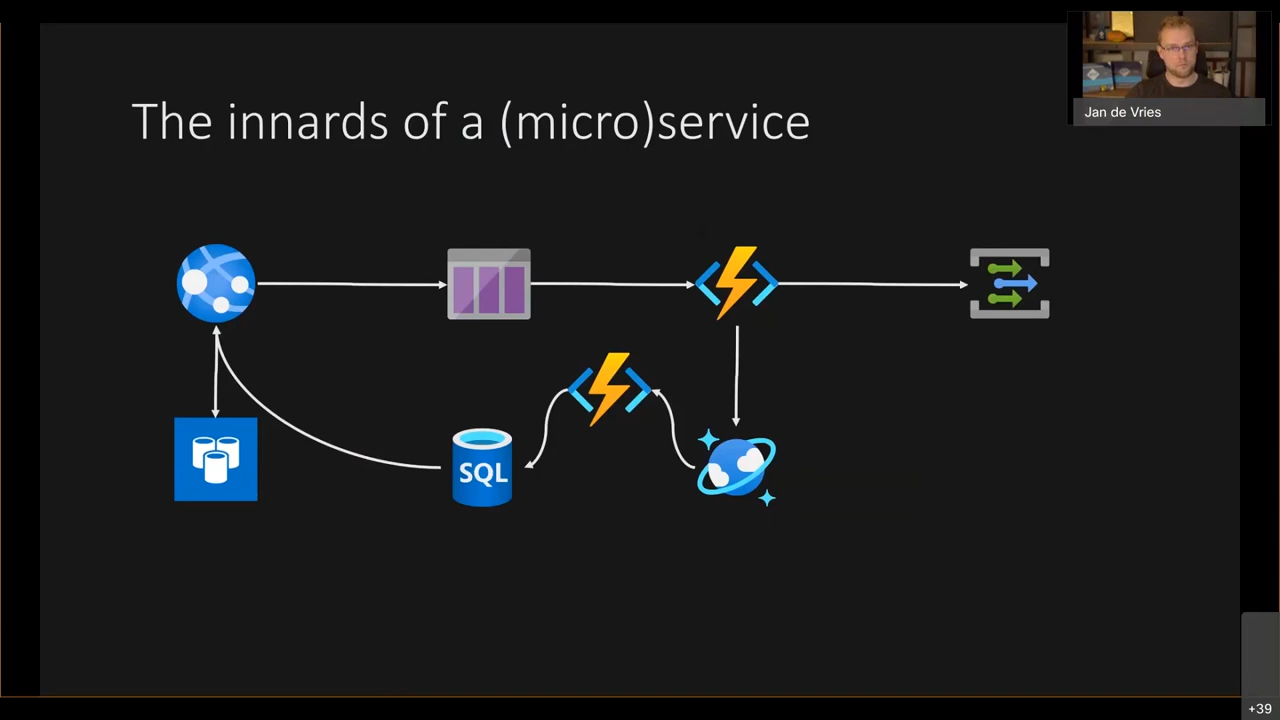 The innards of a (micro)service
Jan de Vries
SQL
+39